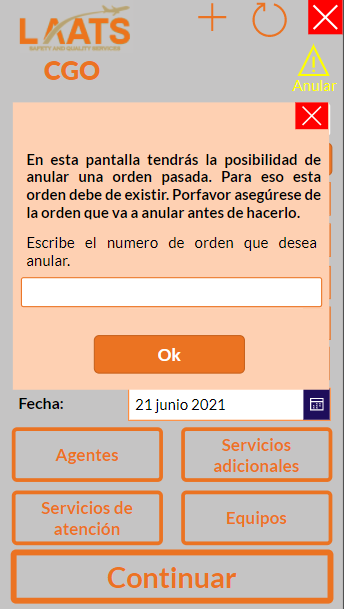 LAATS
SAFETY AND QUALITY SERVICES
CGO
Anular
En esta pantalla tendrás la posibilidad de
anular una orden pasada. Para eso esta
orden debe de existir. Porfavor asegúrese de
la orden que va a anular antes de hacerlo.
Escribe el numero de orden que desea
anular.
Ok
Fecha:
21 junio 2021
Agentes
Servicios
adicionales
Servicios de
atención
Equipos
Continuar